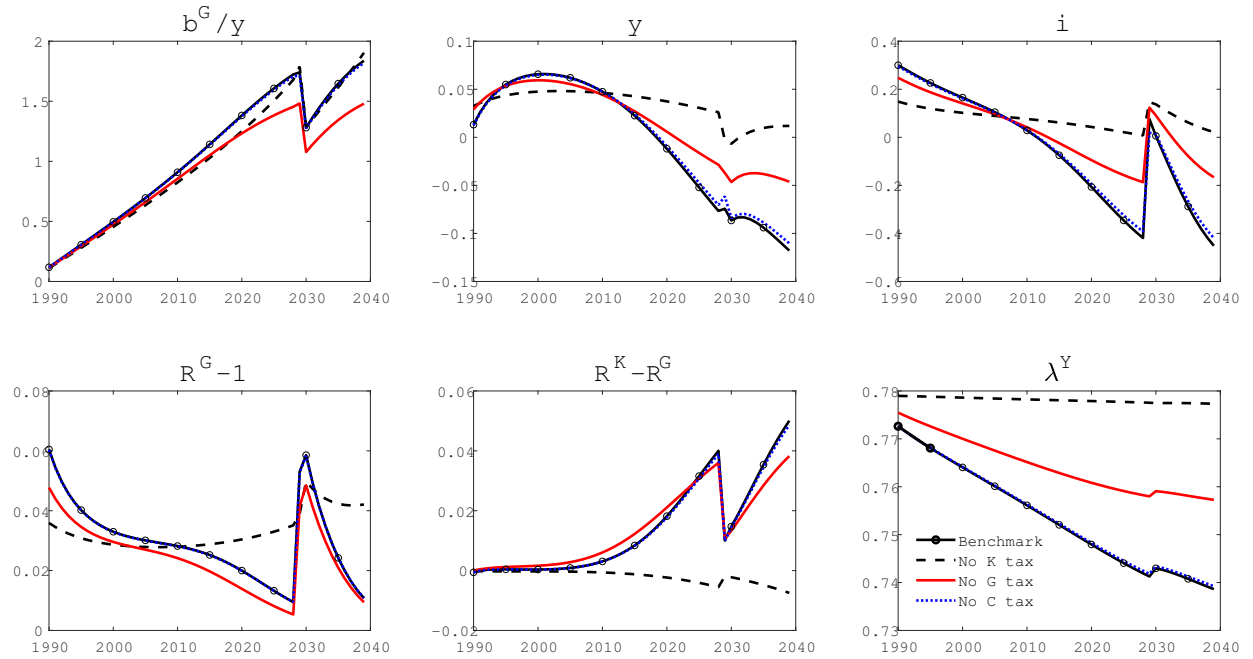 b^G/y
y
i
2
1.5
1
0.5
0
1990 2000 2010 2020 2030 2040
0.1
0.05
0
-0.05
-0.1
-0.15
1990 2000 2010 2020 2030 2040
0.4
0.2
0
-0.2
-0.4
-0.6
1990 2000 2010 2020 2030 2040
R^G-1
R^K-R^G
λ^Y
0.08
0.06
0.04
0.02
0
1990 2000 2010 2020 2030 2040
0.06
0.04
0.02
0
-0.02
1990 2000 2010 2020 2030 2040
0.78
0.77
0.76
0.75
0.74
0.73
Benchmark
No K tax
No G tax
No C tax
1990 2000 2010 2020 2030 2040